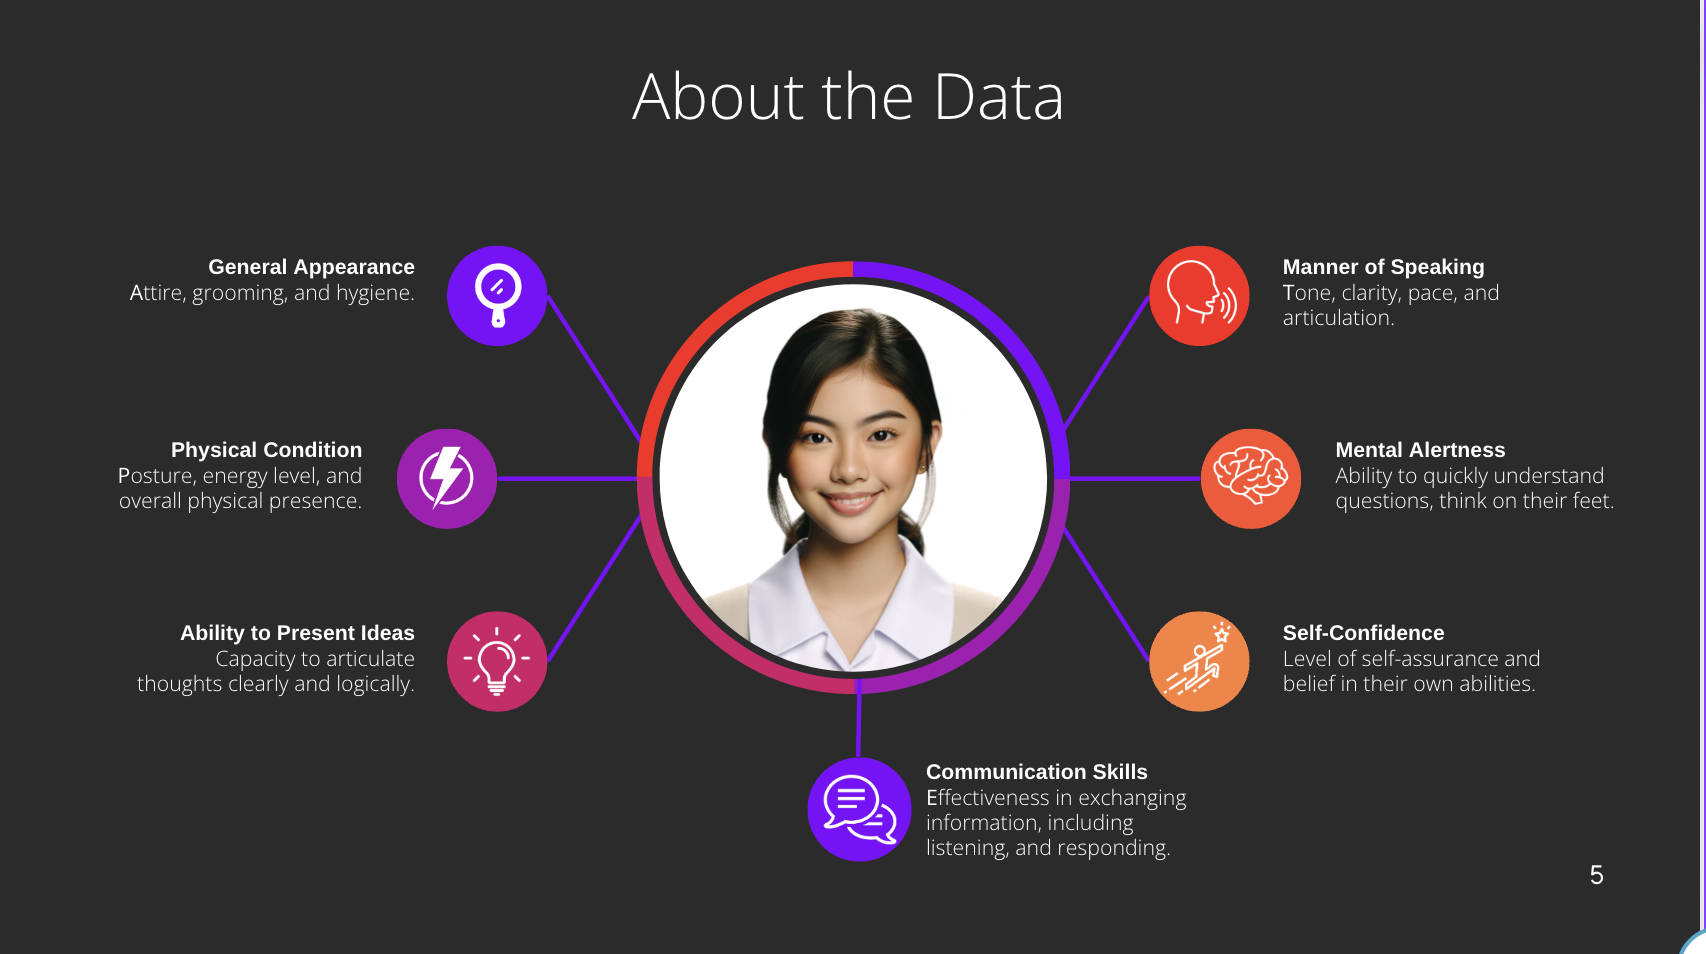 About the Data
General Appearance
Attire, grooming, and hygiene.
Physical Condition
Posture, energy level, and
overall physical presence.
Ability to Present Ideas
Capacity to articulate
thoughts clearly and logically.
Manner of Speaking
Tone, clarity, pace, and
articulation.
Mental Alertness
Ability to quickly understand
questions, think on their feet.
Self-Confidence
Level of self-assurance and
belief in their own abilities.
Communication Skills
Effectiveness in exchanging
information, including
listening, and responding.
5